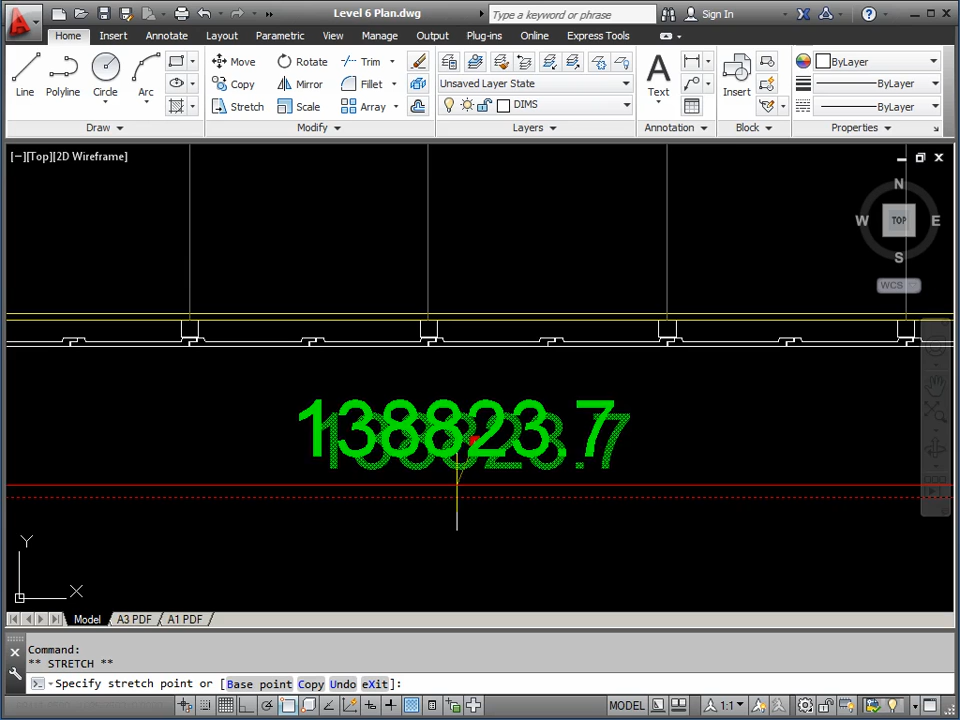 Level 6 Plan.dwg
Type a keyword or phrase
Sign In
Home Insert Annotate Layout Parametric View Manage Output Plug-ins Online Express Tools
Line Polyline Circle Arc
Move Rotate Trim
Copy Mirror Fillet
Stretch Scale Array
Unsaved Layer State
DIMS
Text
Insert
ByLayer
ByLayer
ByLayer
Draw Modify Layers Annotation Block Properties
[−][Top][2D Wireframe]
N
W TOP E
S
WCS
138823.7
Y
X
Model A3 PDF A1 PDF
Command:
** STRETCH **
Specify stretch point or [Base point Copy Undo eXit]:
MODEL 1:1